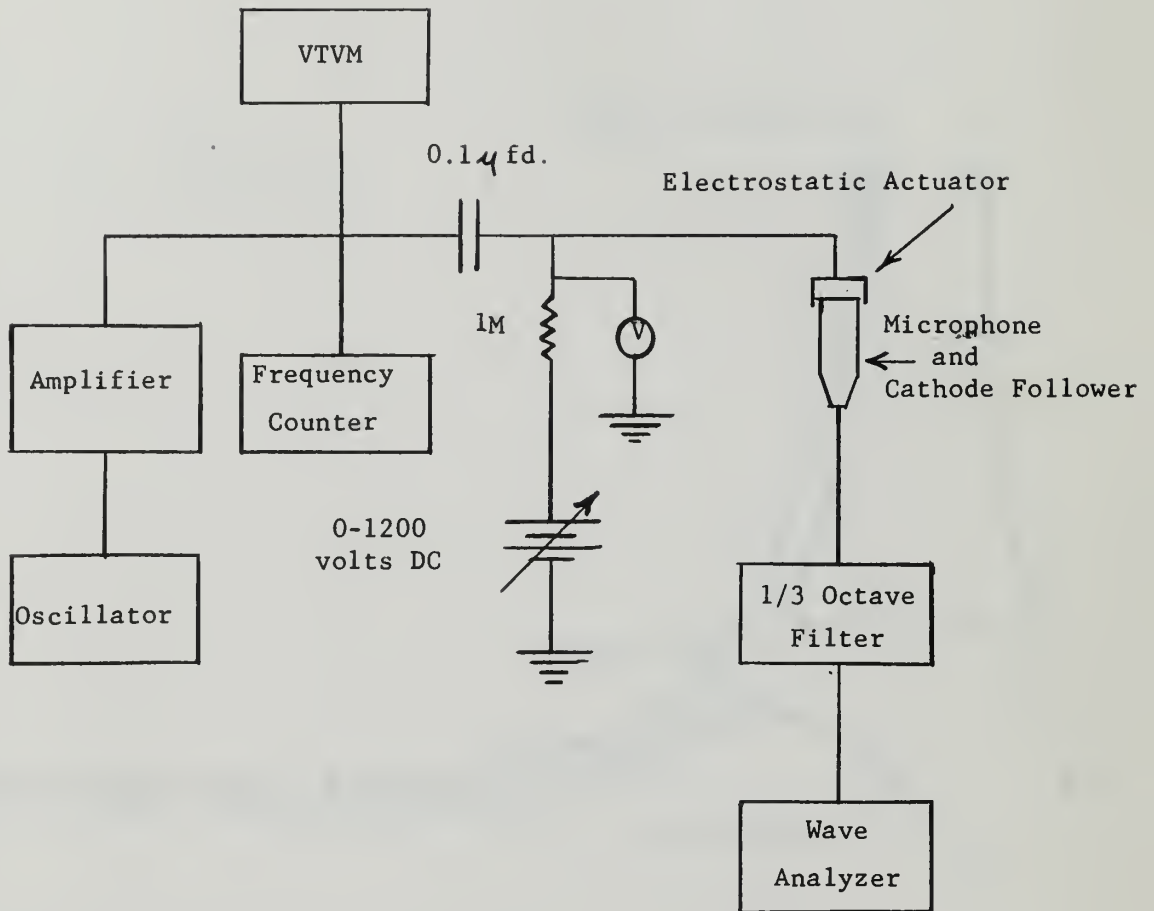 VTVM
0.1 μfd.
Electrostatic Actuator
1M
V
Microphone
and
Cathode Follower
Amplifier
Frequency
Counter
0-1200
volts DC
Oscillator
1/3 Octave
Filter
Wave
Analyzer